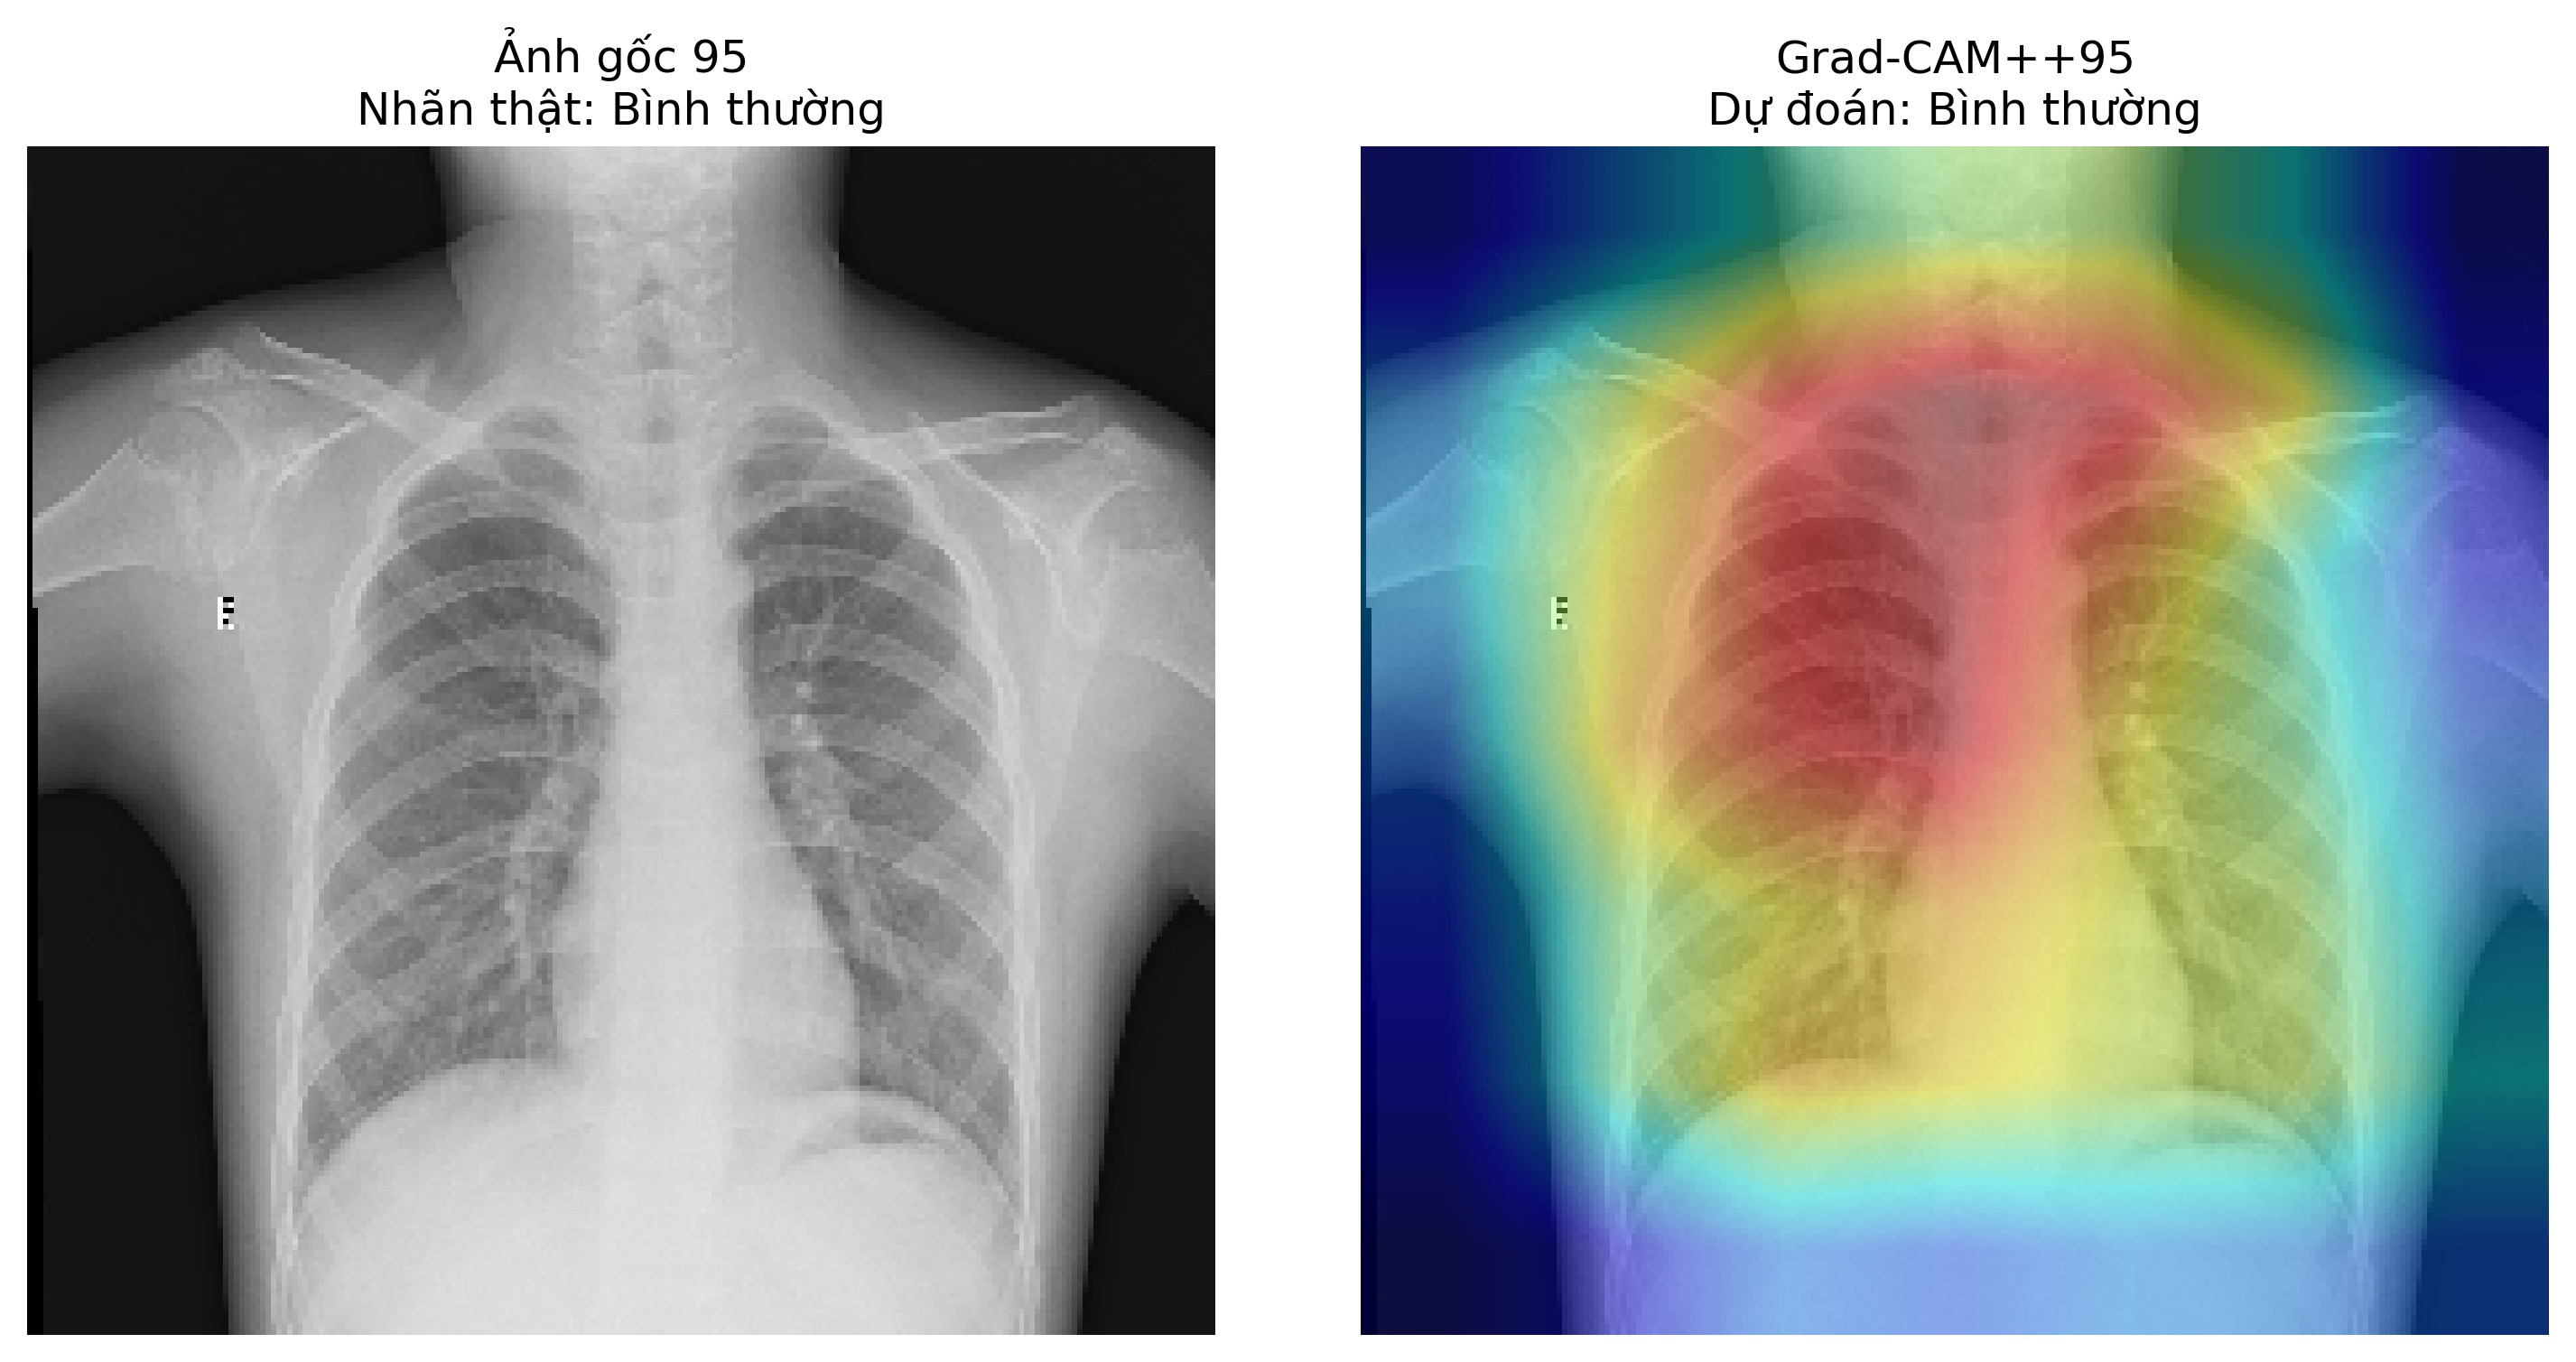 Ảnh gốc 95
Nhãn thật: Bình thường
Grad-CAM++95
Dự đoán: Bình thường